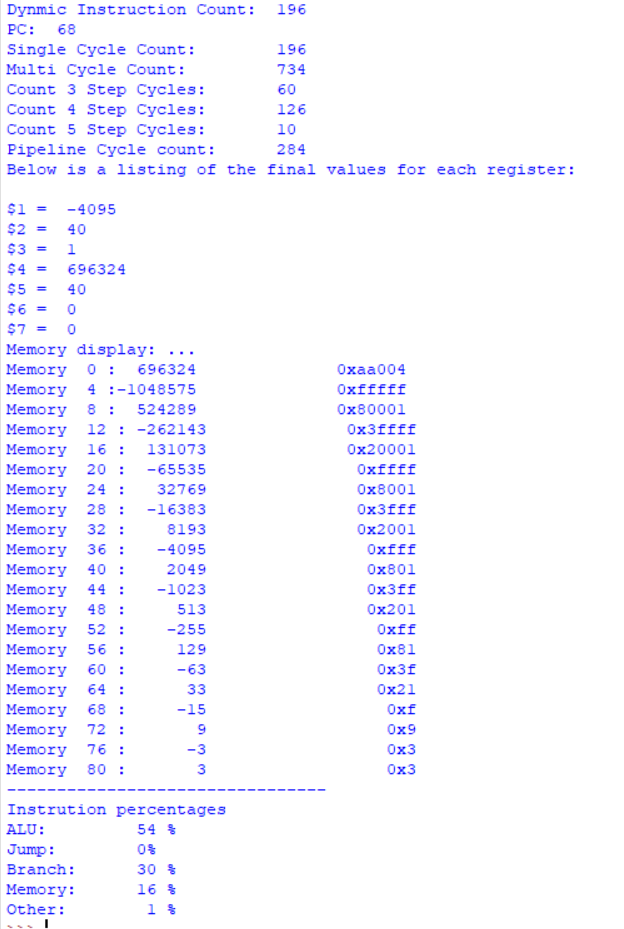 Dynmic Instruction Count:  196
PC:  68
Single Cycle Count:        196
Multi Cycle Count:         734
Count 3 Step Cycles:       60
Count 4 Step Cycles:       126
Count 5 Step Cycles:       10
Pipeline Cycle count:      284
Below is a listing of the final values for each register:

$1 =  -4095
$2 =  40
$3 =  1
$4 =  696324
$5 =  40
$6 =  0
$7 =  0
Memory display: ...
Memory  0 :  696324              0xaa004
Memory  4 :-1048575              0xfffff
Memory  8 :  524289              0x80001
Memory  12 : -262143              0x3ffff
Memory  16 :  131073              0x20001
Memory  20 :  -65535               0xffff
Memory  24 :   32769               0x8001
Memory  28 :  -16383               0x3fff
Memory  32 :    8193               0x2001
Memory  36 :   -4095                0xfff
Memory  40 :    2049                0x801
Memory  44 :   -1023                0x3ff
Memory  48 :     513                0x201
Memory  52 :    -255                 0xff
Memory  56 :     129                 0x81
Memory  60 :     -63                 0x3f
Memory  64 :      33                 0x21
Memory  68 :     -15                  0xf
Memory  72 :       9                  0x9
Memory  76 :      -3                  0x3
Memory  80 :       3                  0x3
--------------------------------
Instrution percentages
ALU:         54 %
Jump:        0%
Branch:      30 %
Memory:      16 %
Other:        1 %
>>>